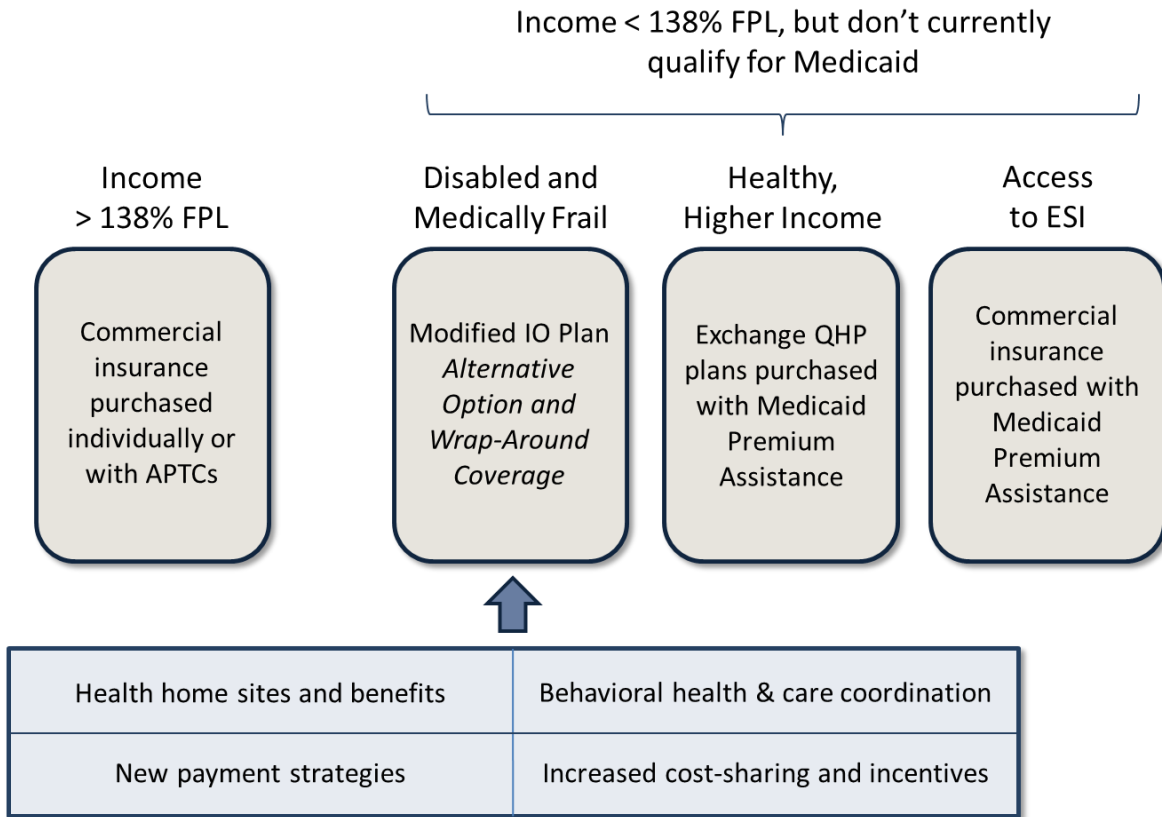 Income < 138% FPL, but don’t currently
qualify for Medicaid
Income
> 138% FPL
Disabled and
Medically Frail
Healthy,
Higher Income
Access
to ESI
Commercial
insurance
purchased
individually or
with APTCs
Modified IO Plan
Alternative
Option and
Wrap-Around
Coverage
Exchange QHP
plans purchased
with Medicaid
Premium
Assistance
Commercial
insurance
purchased with
Medicaid
Premium
Assistance
Health home sites and benefits
Behavioral health & care coordination
New payment strategies
Increased cost-sharing and incentives